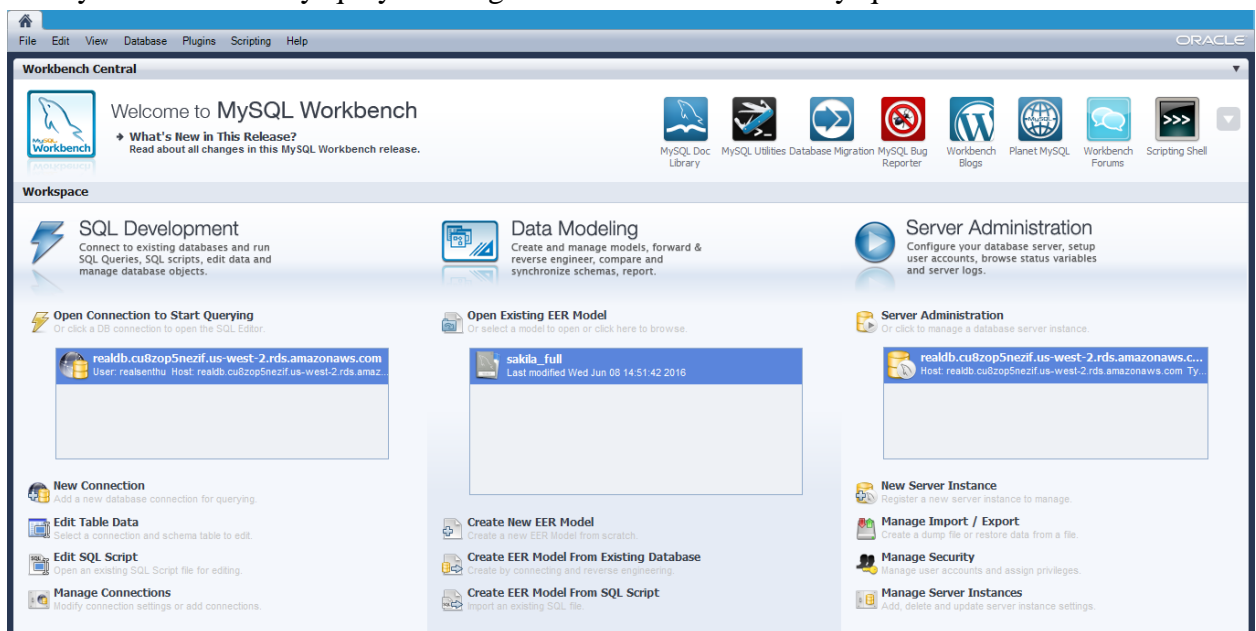 File Edit View Database Plugins Scripting Help
ORACLE
Workbench Central
MySQL
Workbench
Welcome to MySQL Workbench
What's New in This Release?
Read about all changes in this MySQL Workbench release.
MySQL Doc
Library
MySQL Utilities
Database Migration
MySQL Bug
Reporter
Workbench
Blogs
Planet MySQL
Workbench
Forums
Scripting Shell
Workspace
SQL Development
Connect to existing databases and run
SQL Queries, SQL scripts, edit data and
manage database objects.
Open Connection to Start Querying
Or click a DB connection to open the SQL Editor.
realdb.cu8zop5nezif.us-west-2.rds.amazonaws.com
User: realsenthu Host: realdb.cu8zop5nezif.us-west-2.rds.amaz...
New Connection
Add a new database connection for querying.
Edit Table Data
Select a connection and schema table to edit.
Edit SQL Script
Open an existing SQL Script file for editing.
Manage Connections
Modify connection settings or add connections.
Data Modeling
Create and manage models, forward &
reverse engineer, compare and
synchronize schemas, report.
Open Existing EER Model
Or select a model to open or click here to browse.
sakila_full
Last modified Wed Jun 08 14:51:42 2016
Create New EER Model
Create a new EER Model from scratch.
Create EER Model From Existing Database
Create by connecting and reverse engineering.
Create EER Model From SQL Script
Import an existing SQL file.
Server Administration
Configure your database server, setup
user accounts, browse status variables
and server logs.
Server Administration
Or click to manage a database server instance.
realdb.cu8zop5nezif.us-west-2.rds.amazonaws.c...
Host: realdb.cu8zop5nezif.us-west-2.rds.amazonaws.com Ty...
New Server Instance
Register a new server instance to manage.
Manage Import / Export
Create a dump file or restore data from a file.
Manage Security
Manage user accounts and assign privileges.
Manage Server Instances
Add, delete and update server instance settings.